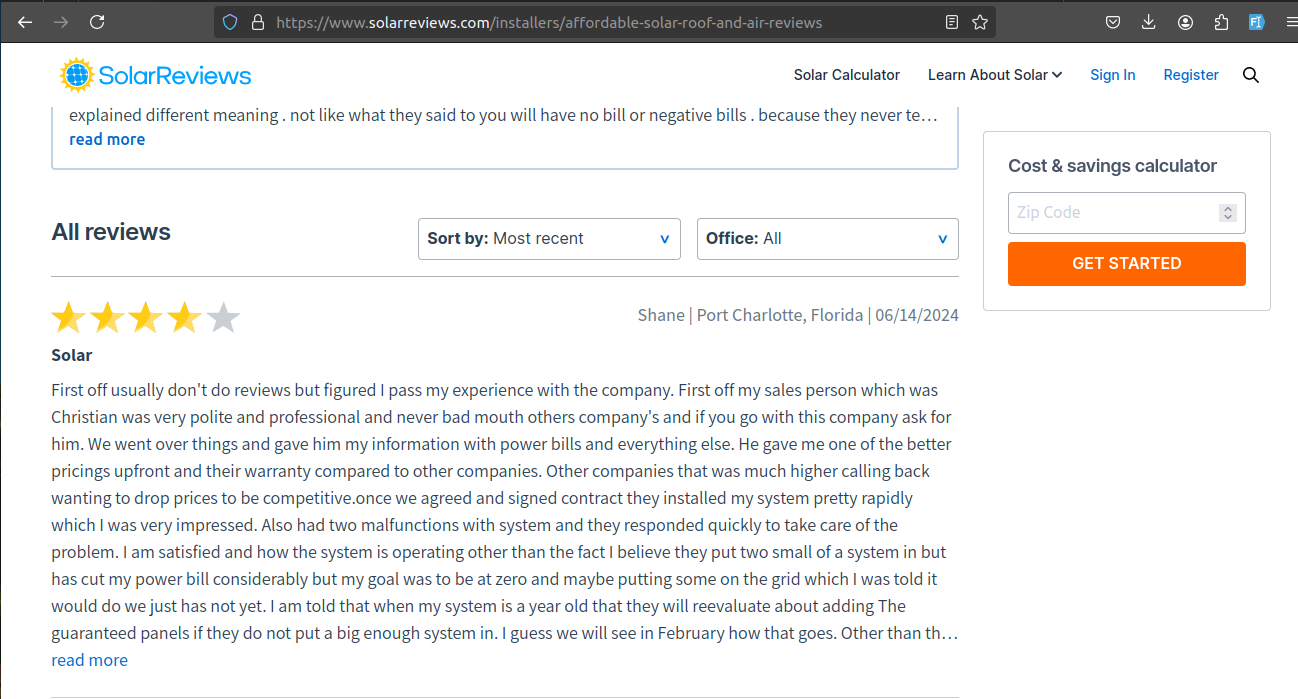 https://www.solarreviews.com/installers/affordable-solar-roof-and-air-reviews
FI
SolarReviews
Solar Calculator
Learn About Solar
Sign In
Register
explained different meaning . not like what they said to you will have no bill or negative bills . because they never te…
read more
Cost & savings calculator
Zip Code
GET STARTED
All reviews
Sort by: Most recent
Office: All
Shane | Port Charlotte, Florida | 06/14/2024
Solar
First off usually don't do reviews but figured I pass my experience with the company. First off my sales person which was
Christian was very polite and professional and never bad mouth others company's and if you go with this company ask for
him. We went over things and gave him my information with power bills and everything else. He gave me one of the better
pricings upfront and their warranty compared to other companies. Other companies that was much higher calling back
wanting to drop prices to be competitive.once we agreed and signed contract they installed my system pretty rapidly
which I was very impressed. Also had two malfunctions with system and they responded quickly to take care of the
problem. I am satisfied and how the system is operating other than the fact I believe they put two small of a system in but
has cut my power bill considerably but my goal was to be at zero and maybe putting some on the grid which I was told it
would do we just has not yet. I am told that when my system is a year old that they will reevaluate about adding The
guaranteed panels if they do not put a big enough system in. I guess we will see in February how that goes. Other than th…
read more